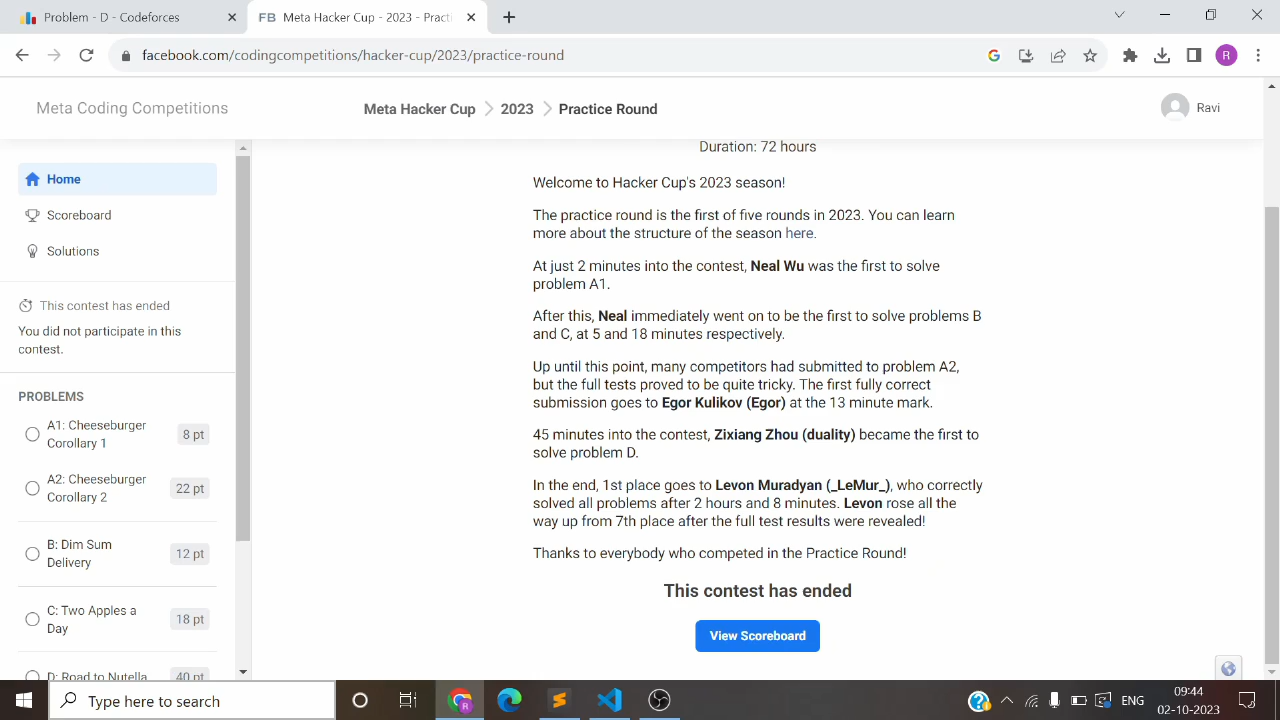 Problem - D - Codeforces
FB Meta Hacker Cup - 2023 - Practi
facebook.com/codingcompetitions/hacker-cup/2023/practice-round
R
Meta Coding Competitions
Meta Hacker Cup
2023
Practice Round
Ravi
Home
Scoreboard
Solutions
This contest has ended
You did not participate in this
contest.
PROBLEMS
A1: Cheeseburger
Corollary 1
8 pt
A2: Cheeseburger
Corollary 2
22 pt
B: Dim Sum
Delivery
12 pt
C: Two Apples a
Day
18 pt
D: Road to Nutella
40 pt
Duration: 72 hours
Welcome to Hacker Cup's 2023 season!
The practice round is the first of five rounds in 2023. You can learn
more about the structure of the season here.
At just 2 minutes into the contest, Neal Wu was the first to solve
problem A1.
After this, Neal immediately went on to be the first to solve problems B
and C, at 5 and 18 minutes respectively.
Up until this point, many competitors had submitted to problem A2,
but the full tests proved to be quite tricky. The first fully correct
submission goes to Egor Kulikov (Egor) at the 13 minute mark.
45 minutes into the contest, Zixiang Zhou (duality) became the first to
solve problem D.
In the end, 1st place goes to Levon Muradyan (_LeMur_), who correctly
solved all problems after 2 hours and 8 minutes. Levon rose all the
way up from 7th place after the full test results were revealed!
Thanks to everybody who competed in the Practice Round!
This contest has ended
View Scoreboard
Type here to search
ENG
09:44
02-10-2023